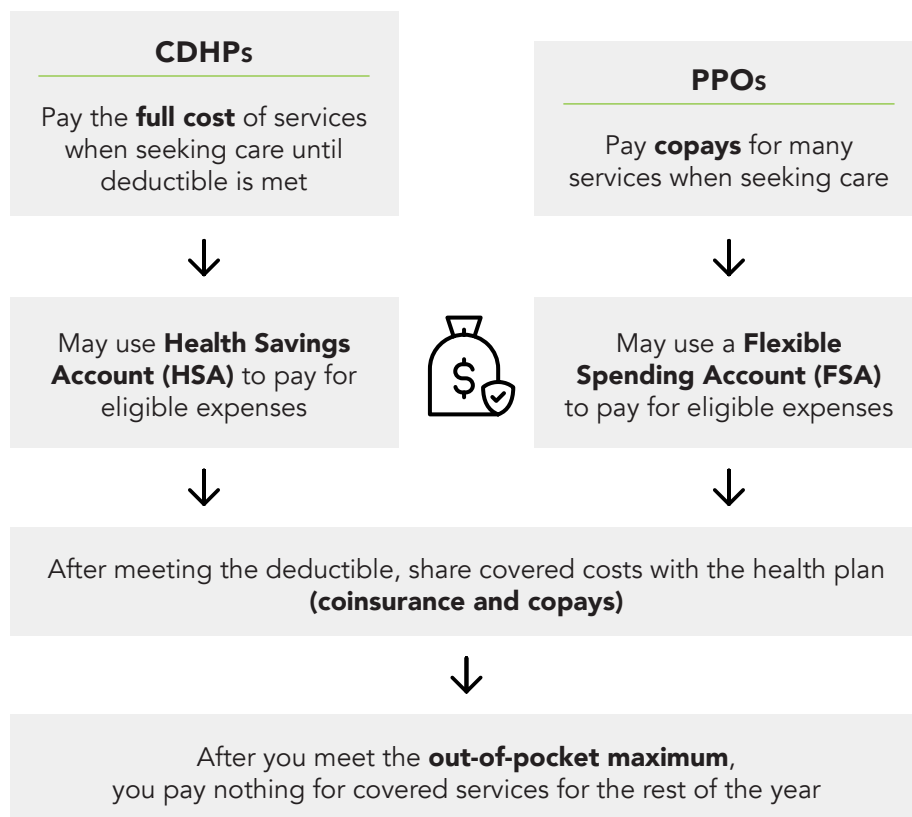 CDHPs
Pay the full cost of services
when seeking care until
deductible is met
PPOs
Pay copays for many
services when seeking care
May use Health Savings
Account (HSA) to pay for
eligible expenses
$
May use a Flexible
Spending Account (FSA)
to pay for eligible expenses
After meeting the deductible, share covered costs with the health plan
(coinsurance and copays)
After you meet the out-of-pocket maximum,
you pay nothing for covered services for the rest of the year